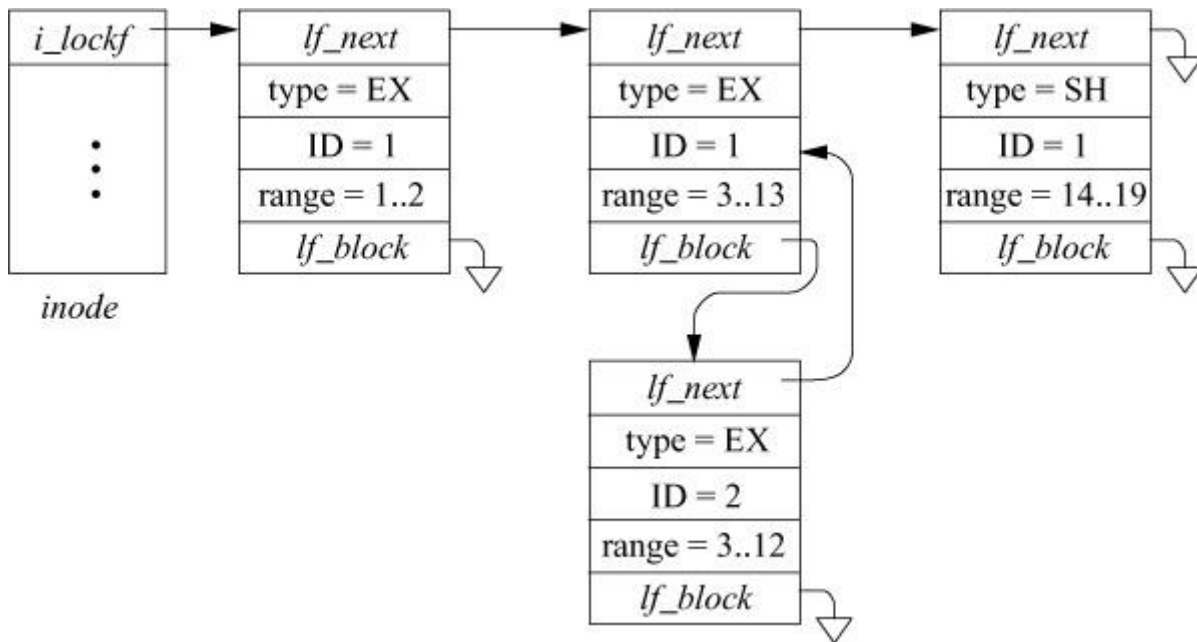 i_lockf
inode
lf_next
type = EX
ID = 1
range = 1..2
lf_block
lf_next
type = EX
ID = 1
range = 3..13
lf_block
lf_next
type = SH
ID = 1
range = 14..19
lf_block
lf_next
type = EX
ID = 2
range = 3..12
lf_block